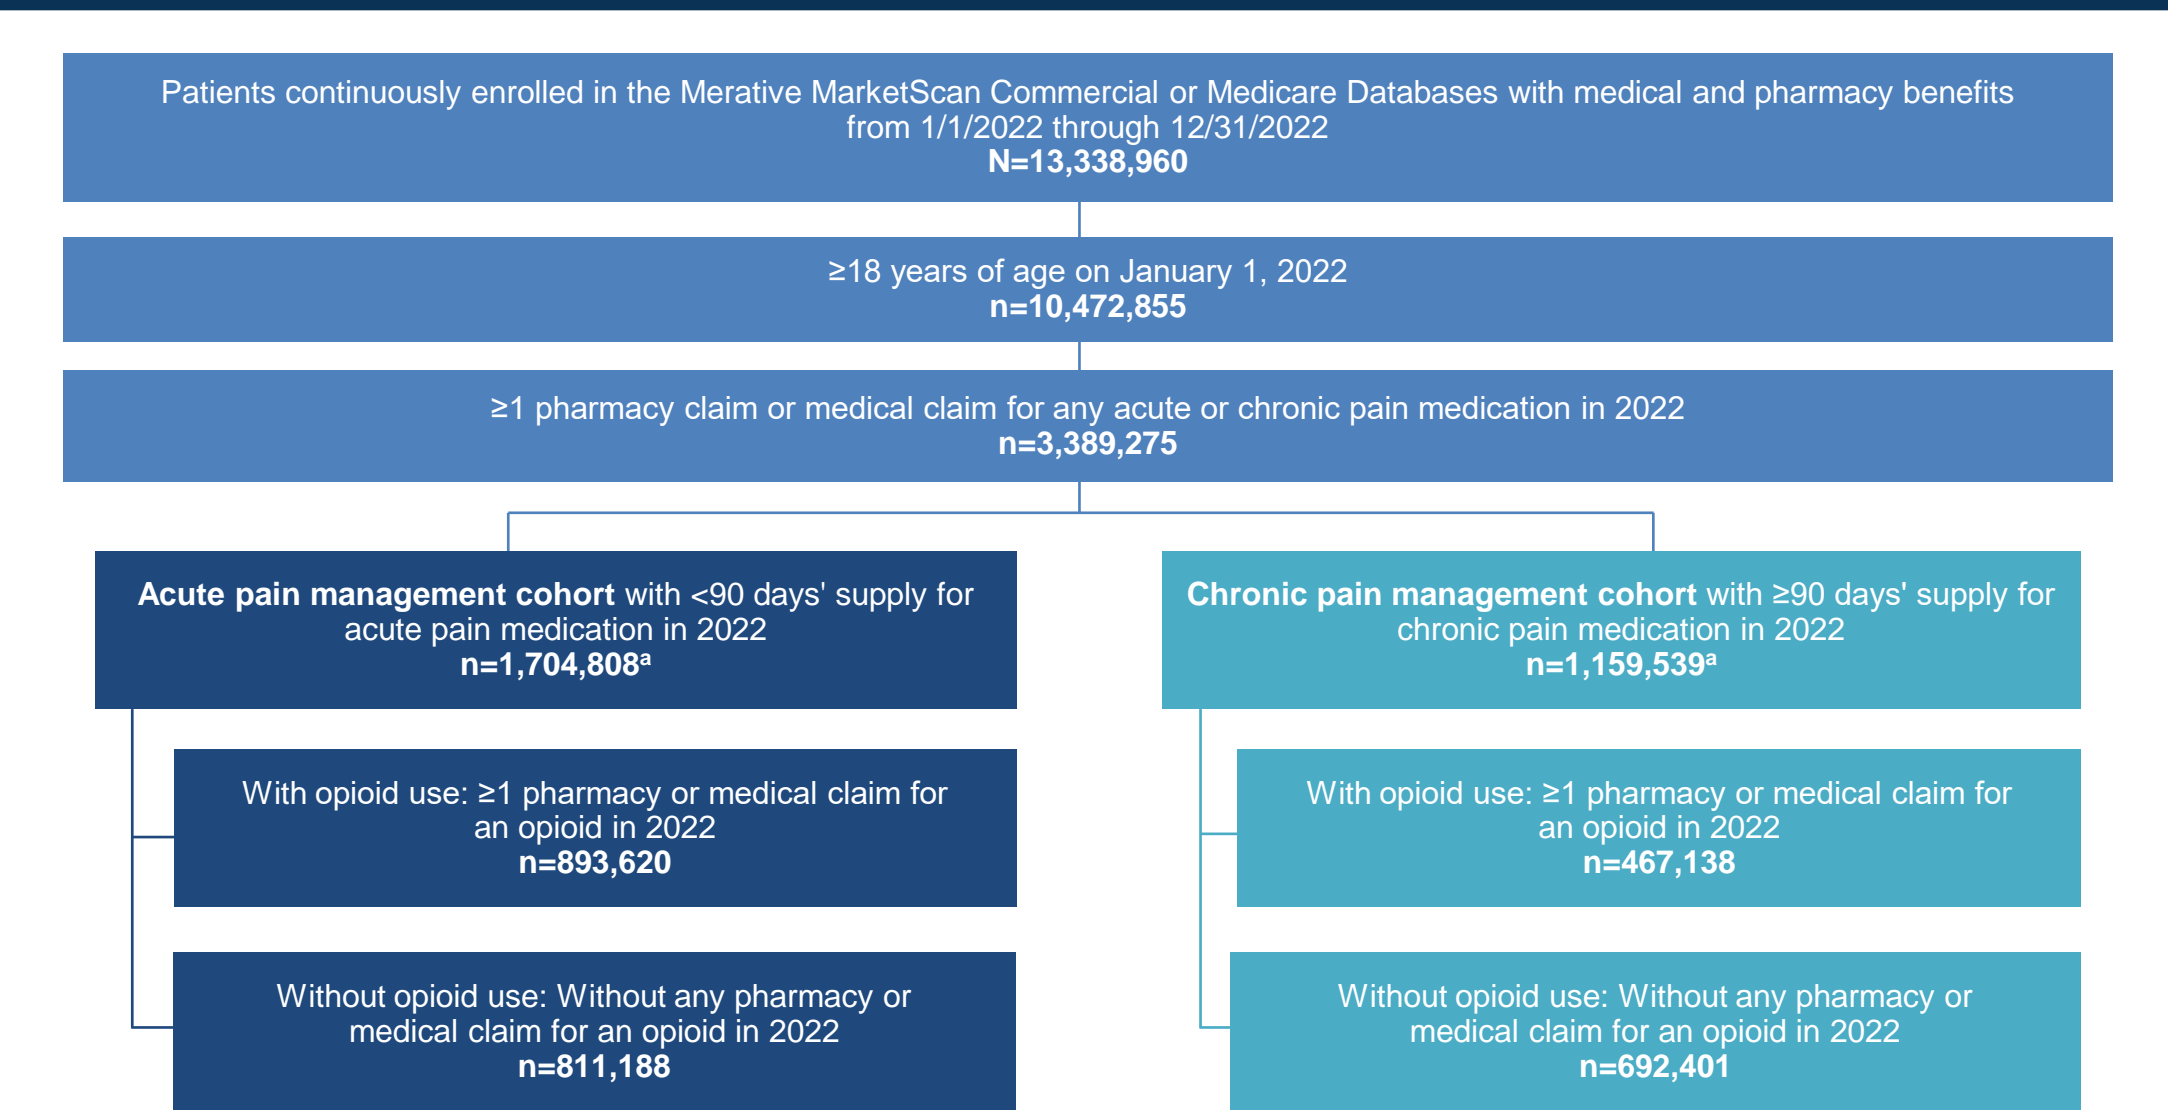 Patients continuously enrolled in the Merative MarketScan Commercial or Medicare Databases with medical and pharmacy benefits
from 1/1/2022 through 12/31/2022
N=13,338,960
≥18 years of age on January 1, 2022
n=10,472,855
≥1 pharmacy claim or medical claim for any acute or chronic pain medication in 2022
n=3,389,275
Acute pain management cohort with <90 days' supply for
acute pain medication in 2022
n=1,704,808ᵃ
With opioid use: ≥1 pharmacy or medical claim for
an opioid in 2022
n=893,620
Without opioid use: Without any pharmacy or
medical claim for an opioid in 2022
n=811,188
Chronic pain management cohort with ≥90 days' supply for
chronic pain medication in 2022
n=1,159,539ᵃ
With opioid use: ≥1 pharmacy or medical claim for
an opioid in 2022
n=467,138
Without opioid use: Without any pharmacy or
medical claim for an opioid in 2022
n=692,401